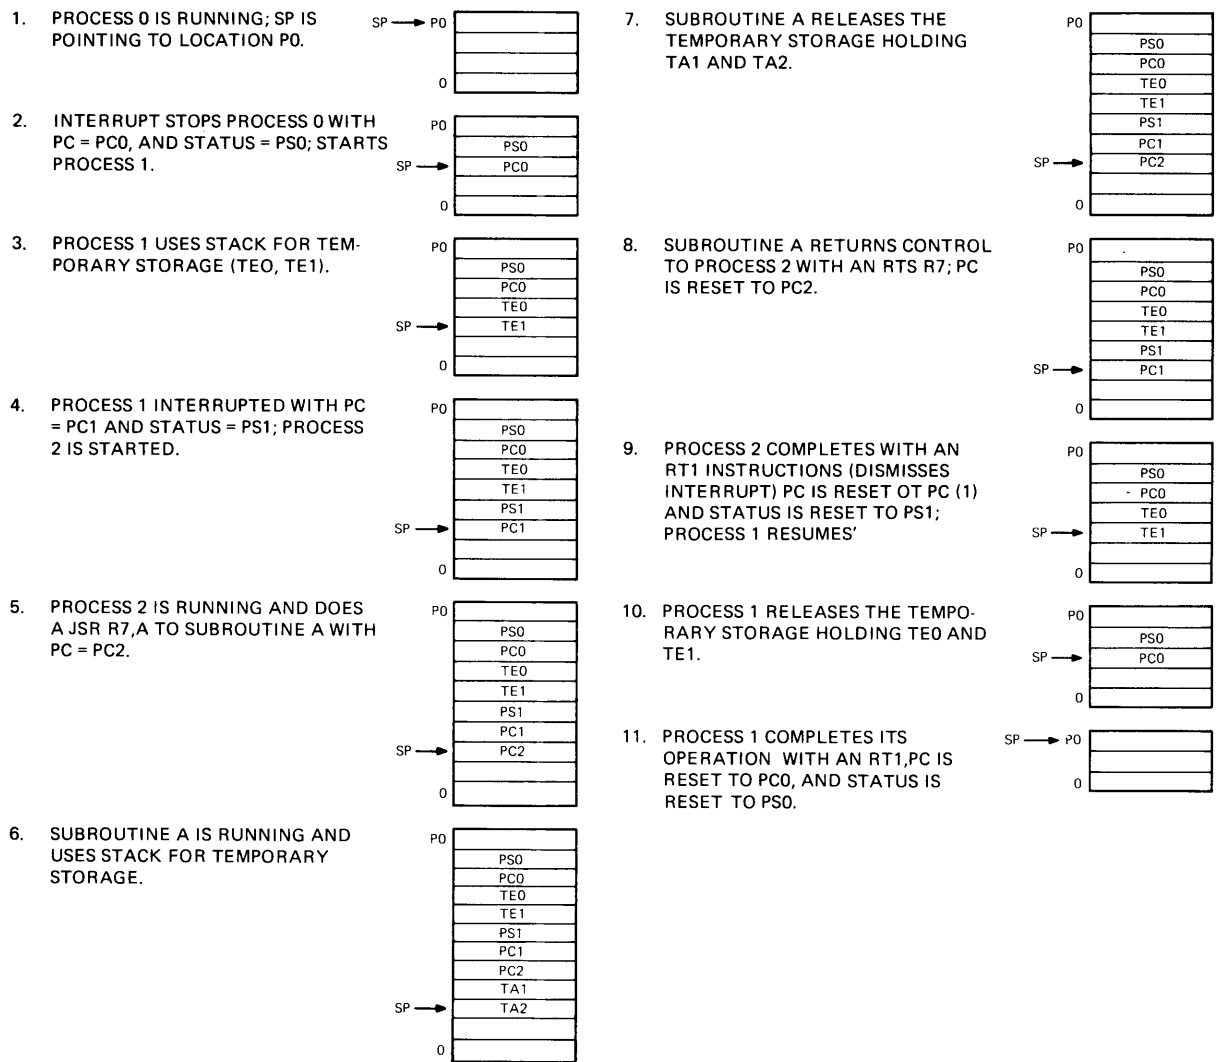 1. PROCESS 0 IS RUNNING; SP IS
POINTING TO LOCATION P0.
SP P0
0
2. INTERRUPT STOPS PROCESS 0 WITH
PC = PC0, AND STATUS = PS0; STARTS
PROCESS 1.
P0
PS0
SP PC0
0
3. PROCESS 1 USES STACK FOR TEM-
PORARY STORAGE (TE0, TE1).
P0
PS0
PC0
TE0
SP TE1
0
4. PROCESS 1 INTERRUPTED WITH PC
= PC1 AND STATUS = PS1; PROCESS
2 IS STARTED.
P0
PS0
PC0
TE0
TE1
PS1
SP PC1
0
5. PROCESS 2 IS RUNNING AND DOES
A JSR R7,A TO SUBROUTINE A WITH
PC = PC2.
P0
PS0
PC0
TE0
TE1
PS1
PC1
SP PC2
0
6. SUBROUTINE A IS RUNNING AND
USES STACK FOR TEMPORARY
STORAGE.
P0
PS0
PC0
TE0
TE1
PS1
PC1
PC2
TA1
SP TA2
0
7. SUBROUTINE A RELEASES THE
TEMPORARY STORAGE HOLDING
TA1 AND TA2.
P0
PS0
PC0
TE0
TE1
PS1
PC1
SP PC2
0
8. SUBROUTINE A RETURNS CONTROL
TO PROCESS 2 WITH AN RTS R7; PC
IS RESET TO PC2.
P0
PS0
PC0
TE0
TE1
PS1
SP PC1
0
9. PROCESS 2 COMPLETES WITH AN
RT1 INSTRUCTIONS (DISMISSES
INTERRUPT) PC IS RESET OT PC (1)
AND STATUS IS RESET TO PS1;
PROCESS 1 RESUMES'
P0
PS0
PC0
TE0
SP TE1
0
10. PROCESS 1 RELEASES THE TEMPO-
RARY STORAGE HOLDING TE0 AND
TE1.
P0
PS0
SP PC0
0
11. PROCESS 1 COMPLETES ITS
OPERATION WITH AN RT1,PC IS
RESET TO PC0, AND STATUS IS
RESET TO PS0.
SP P0
0